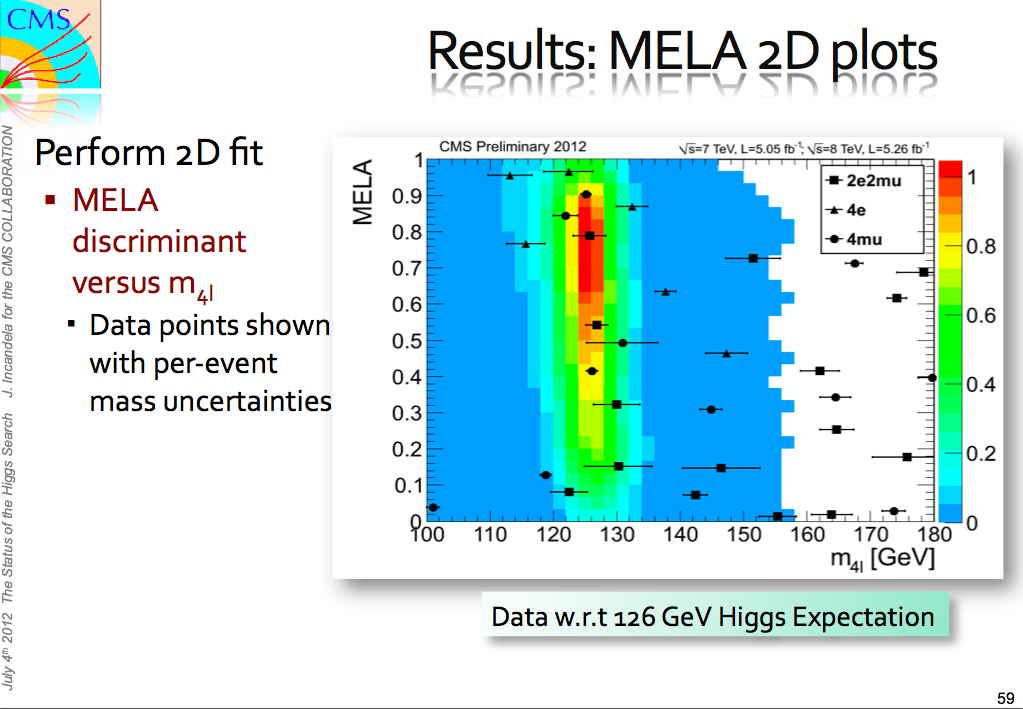 CMS
Results: MELA 2D plots
Perform 2D fit
▪ MELA
discriminant
versus m4l
▪ Data points shown
with per-event
mass uncertainties
July 4th 2012 The Status of the Higgs Search J. Incandela for the CMS COLLABORATION
CMS Preliminary 2012
√s=7 TeV, L=5.05 fb-1; √s=8 TeV, L=5.26 fb-1
MELA
1
0.9
0.8
0.7
0.6
0.5
0.4
0.3
0.2
0.1
0
100 110 120 130 140 150 160 170 180
m4l [GeV]
2e2mu
4e
4mu
1
0.8
0.6
0.4
0.2
0
Data w.r.t 126 GeV Higgs Expectation
59